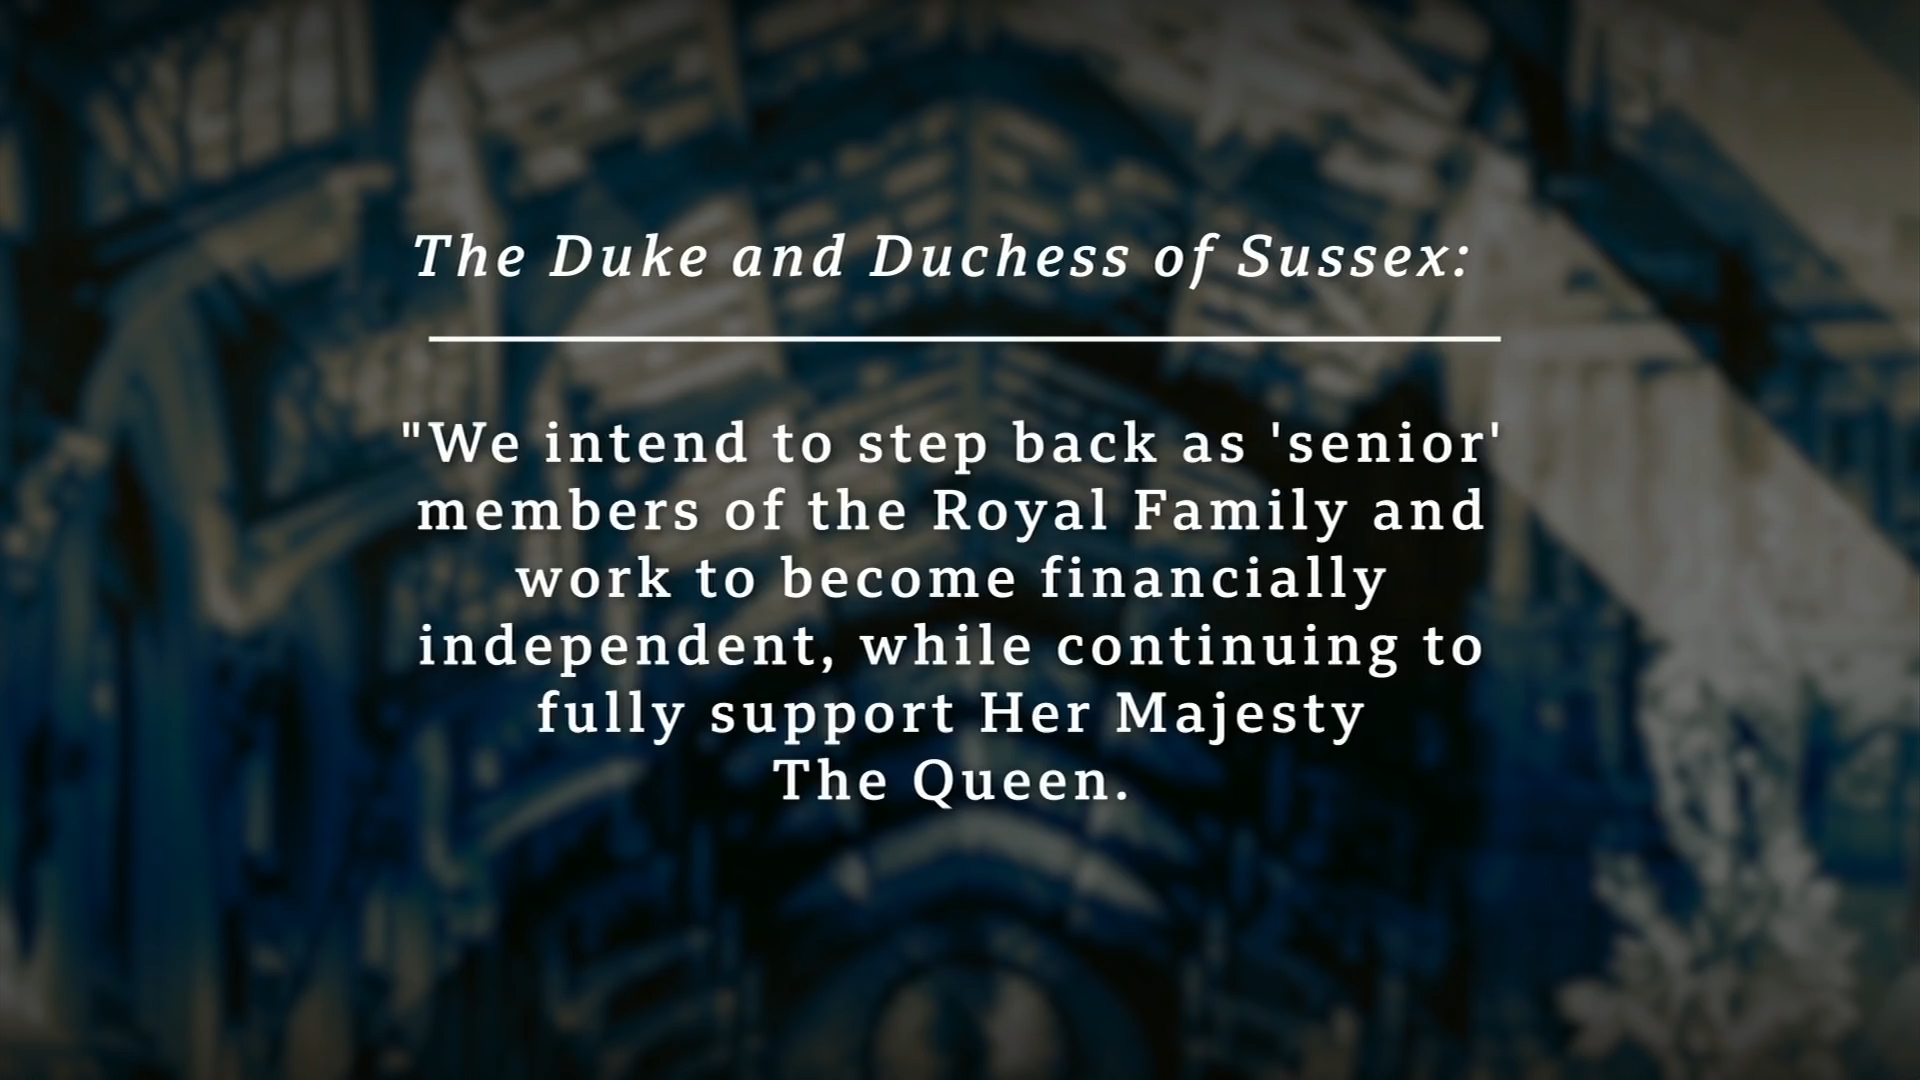 The Duke and Duchess of Sussex:
"We intend to step back as 'senior'
members of the Royal Family and
work to become financially
independent, while continuing to
fully support Her Majesty
The Queen.